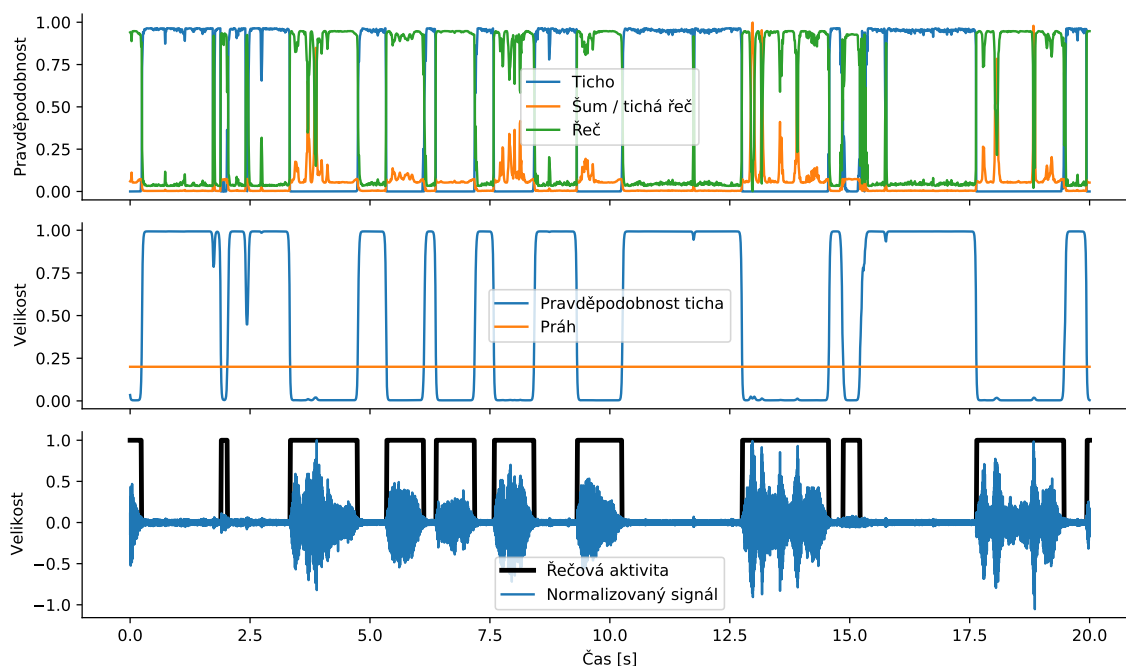 1.00
0.75
0.50
0.25
0.00
Pravděpodobnost
Ticho
Šum / tichá řeč
Řeč
1.00
0.75
0.50
0.25
0.00
Velikost
Pravděpodobnost ticha
Práh
1.0
0.5
0.0
−0.5
−1.0
Velikost
Řečová aktivita
Normalizovaný signál
0.0 2.5 5.0 7.5 10.0 12.5 15.0 17.5 20.0
Čas [s]